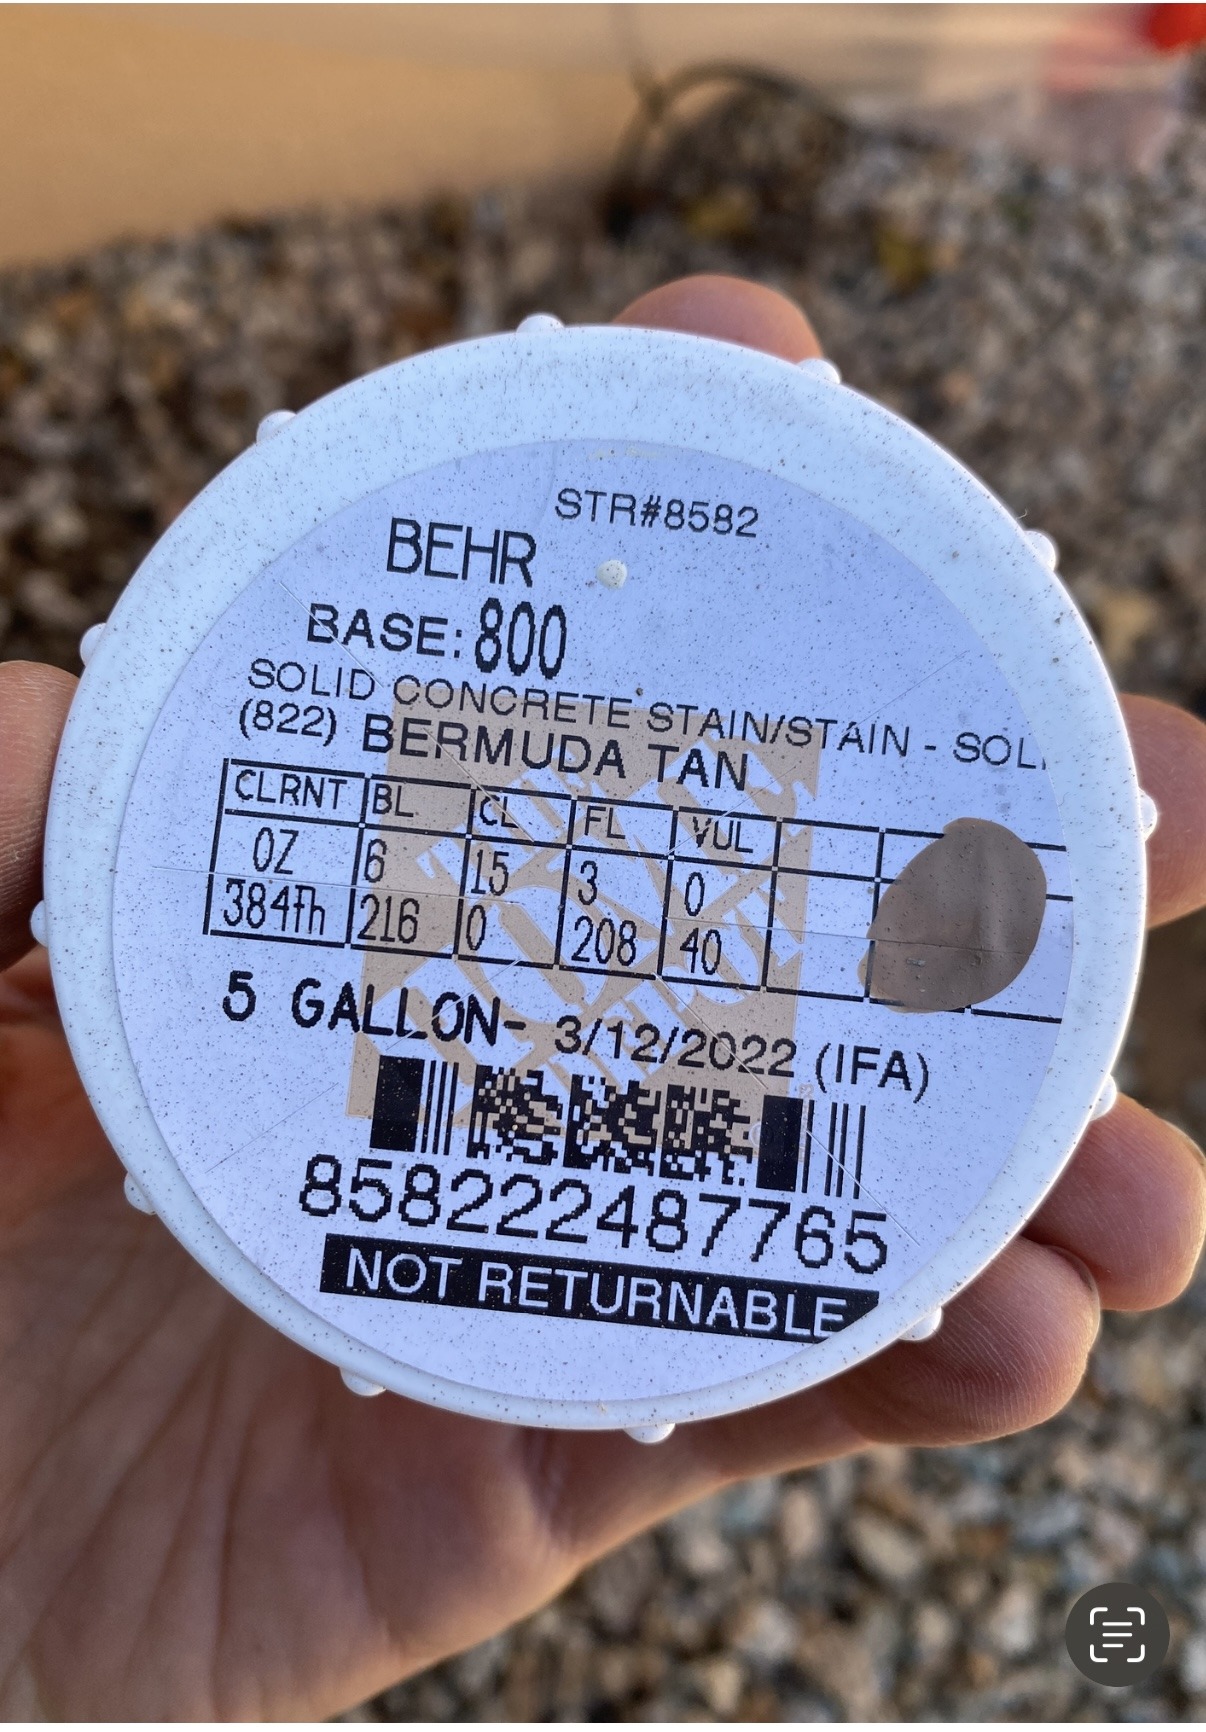 STR#8582
BEHR
BASE: 800
SOLID CONCRETE STAIN/STAIN - SOL
(822) BERMUDA TAN
CLRNT BL CL FL VUL
OZ 6 15 3 0
384fh 216 0 208 40
5 GALLON- 3/12/2022 (IFA)
858222487765
NOT RETURNABLE